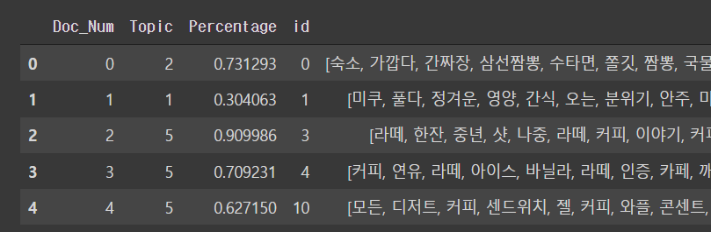 Doc_Num Topic Percentage id
0 0 2 0.731293 0 [숙소, 가깝다, 간짜장, 삼선짬뽕, 수타면, 쫄깃, 짬뽕, 국물
1 1 1 0.304063 1 [미쿠, 풀다, 정겨운, 영양, 간식, 오는, 분위기, 안주,
2 2 5 0.909986 3 [라떼, 한잔, 중년, 샷, 나중, 라떼, 커피, 이야기,
3 3 5 0.709231 4 [커피, 연유, 라떼, 아이스, 바닐라, 라떼, 인증, 카페,
4 4 5 0.627150 10 [모든, 디저트, 커피, 센드위치, 젤, 커피, 와플, 콘센트,